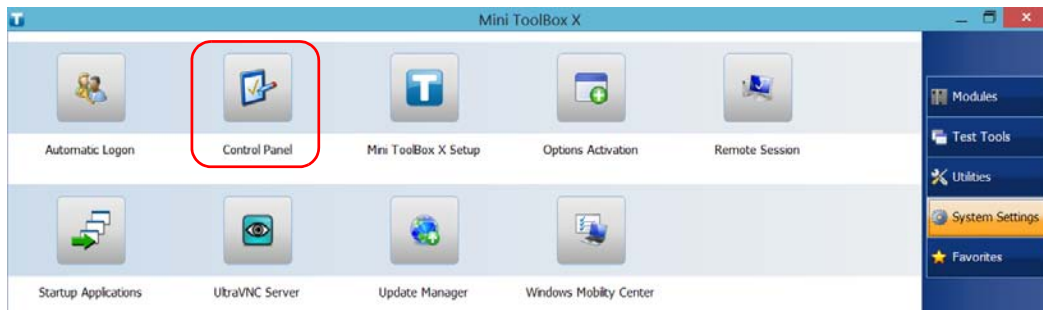 Mini ToolBox X
Automatic Logon
Control Panel
Mini ToolBox X Setup
Options Activation
Remote Session
Startup Applications
UltraVNC Server
Update Manager
Windows Mobility Center
Modules
Test Tools
Utilities
System Settings
Favorites